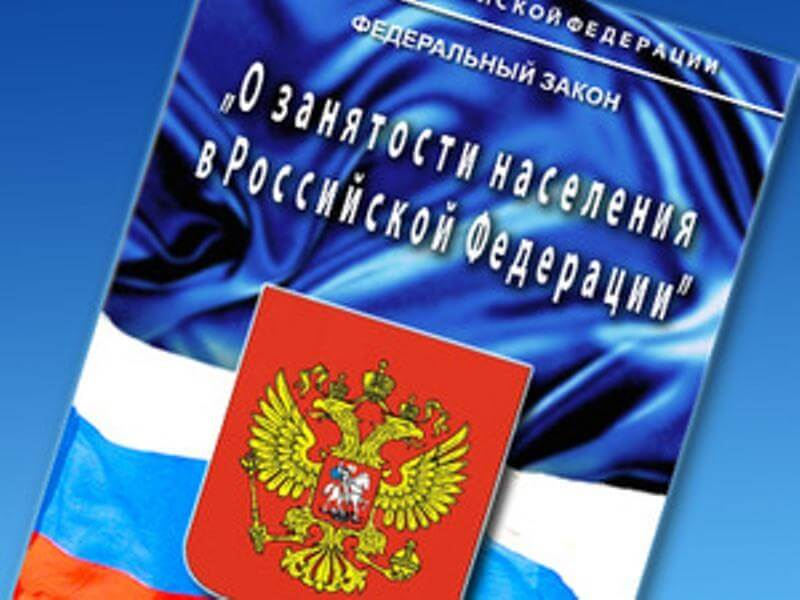 ФЕДЕРАЦИИ
ФЕДЕРАЛЬНЫЙ ЗАКОН
„О занятости населения
в Российской Федерации"